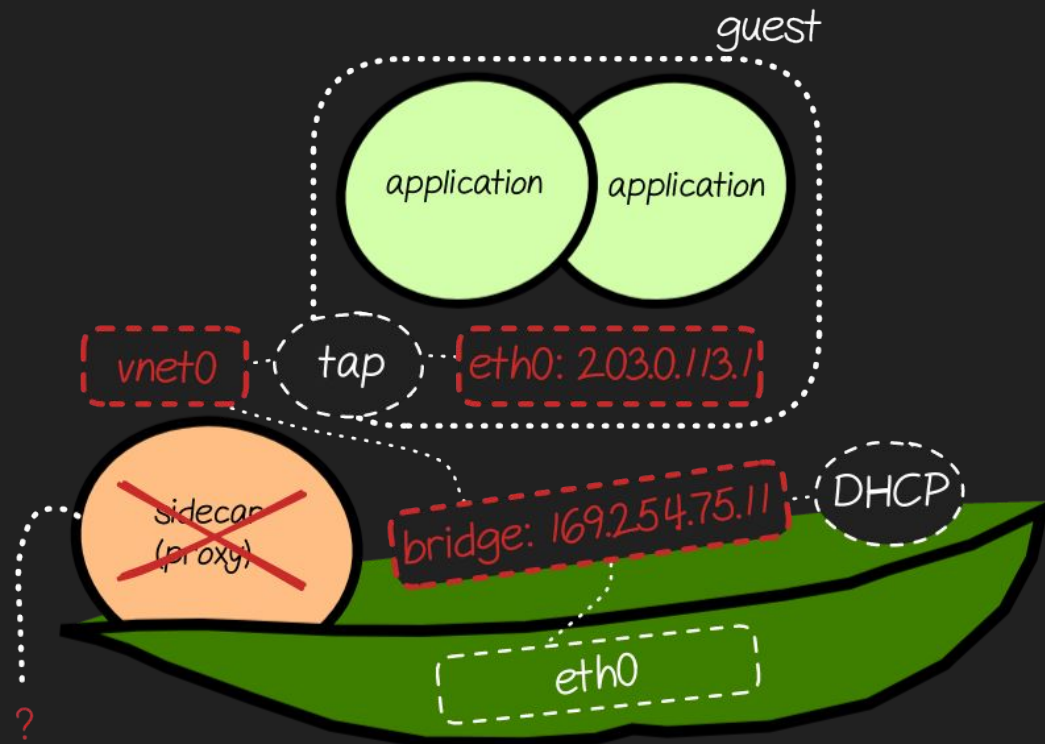 guest
application
application
vnet0
tap
eth0: 203.0.113.1
sidecar
(proxy)
bridge: 169.254.75.11
DHCP
eth0
?